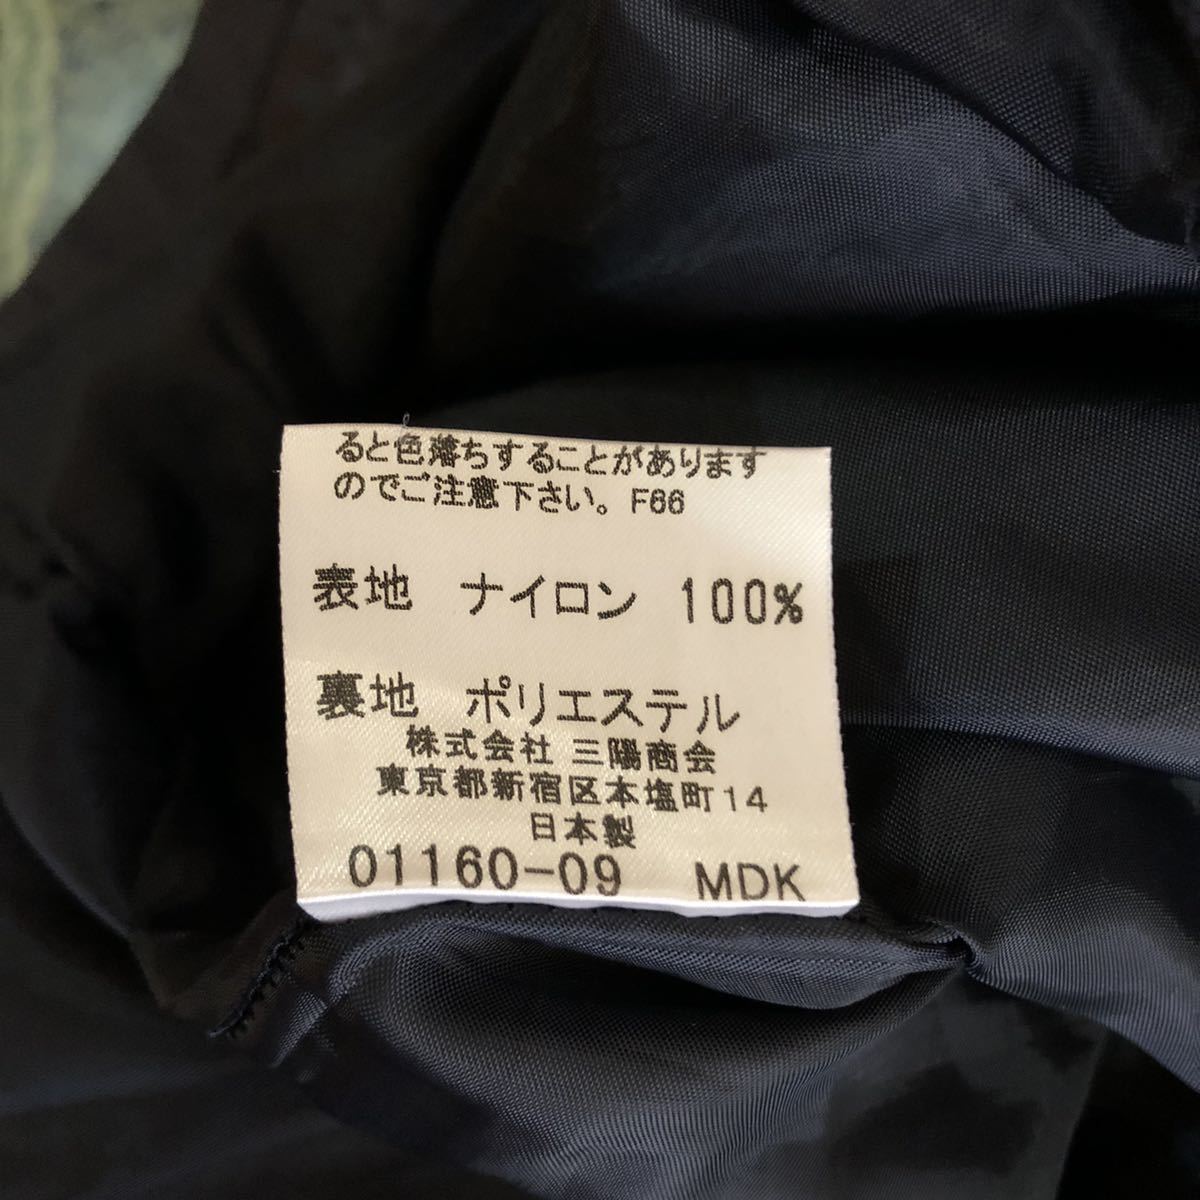 ると色落ちすることがあります
のでご注意下さい。F66
表地 ナイロン 100%
裏地 ポリエステル
株式会社 三陽商会
東京都新宿区本塩町14
日本製
01160-09 MDK